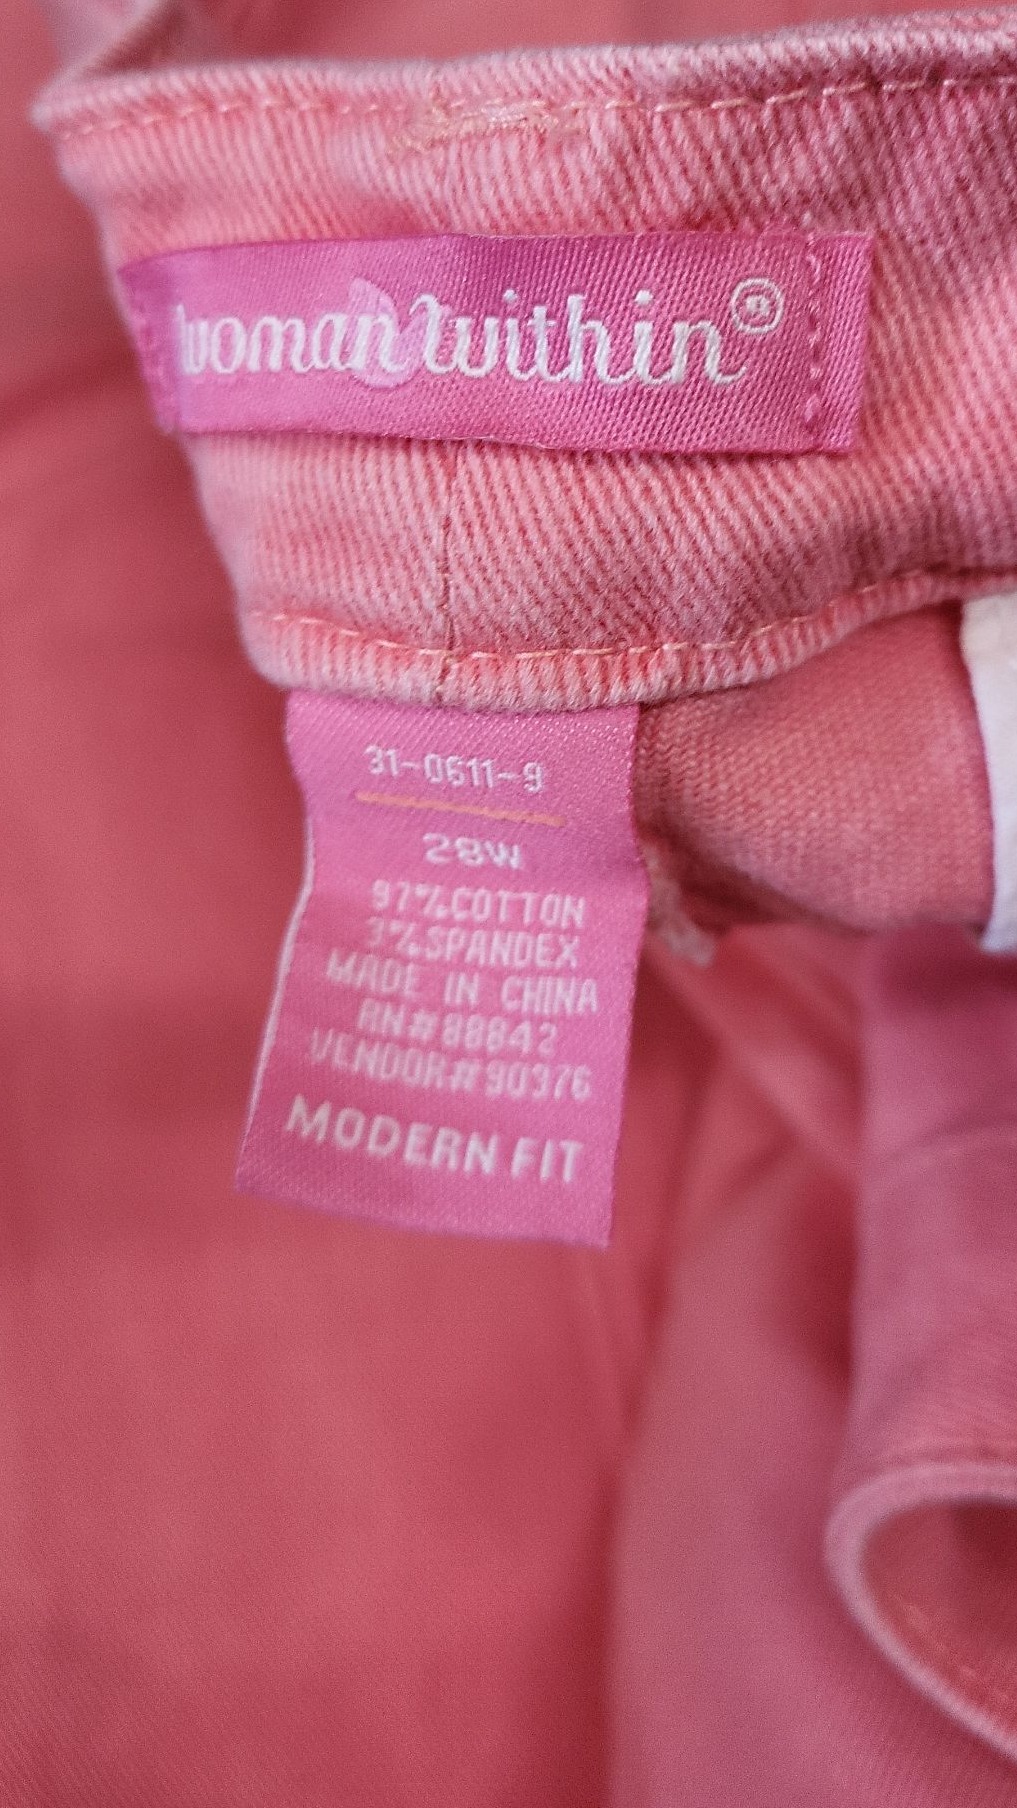 woman within®
31-0611-9
28W
97%COTTON
3%SPANDEX
MADE IN CHINA
RN#88842
VENDOR#90376
MODERN FIT